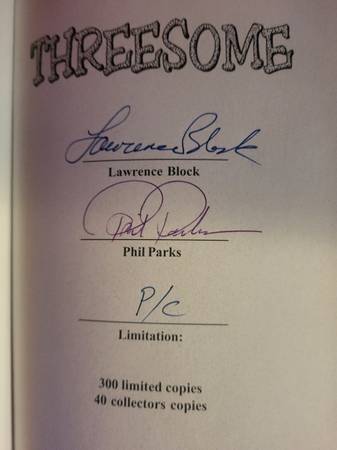 THREESOME
Lawrence Block
Lawrence Block
Phil Parks
Phil Parks
P/C
Limitation:
300 limited copies
40 collectors copies